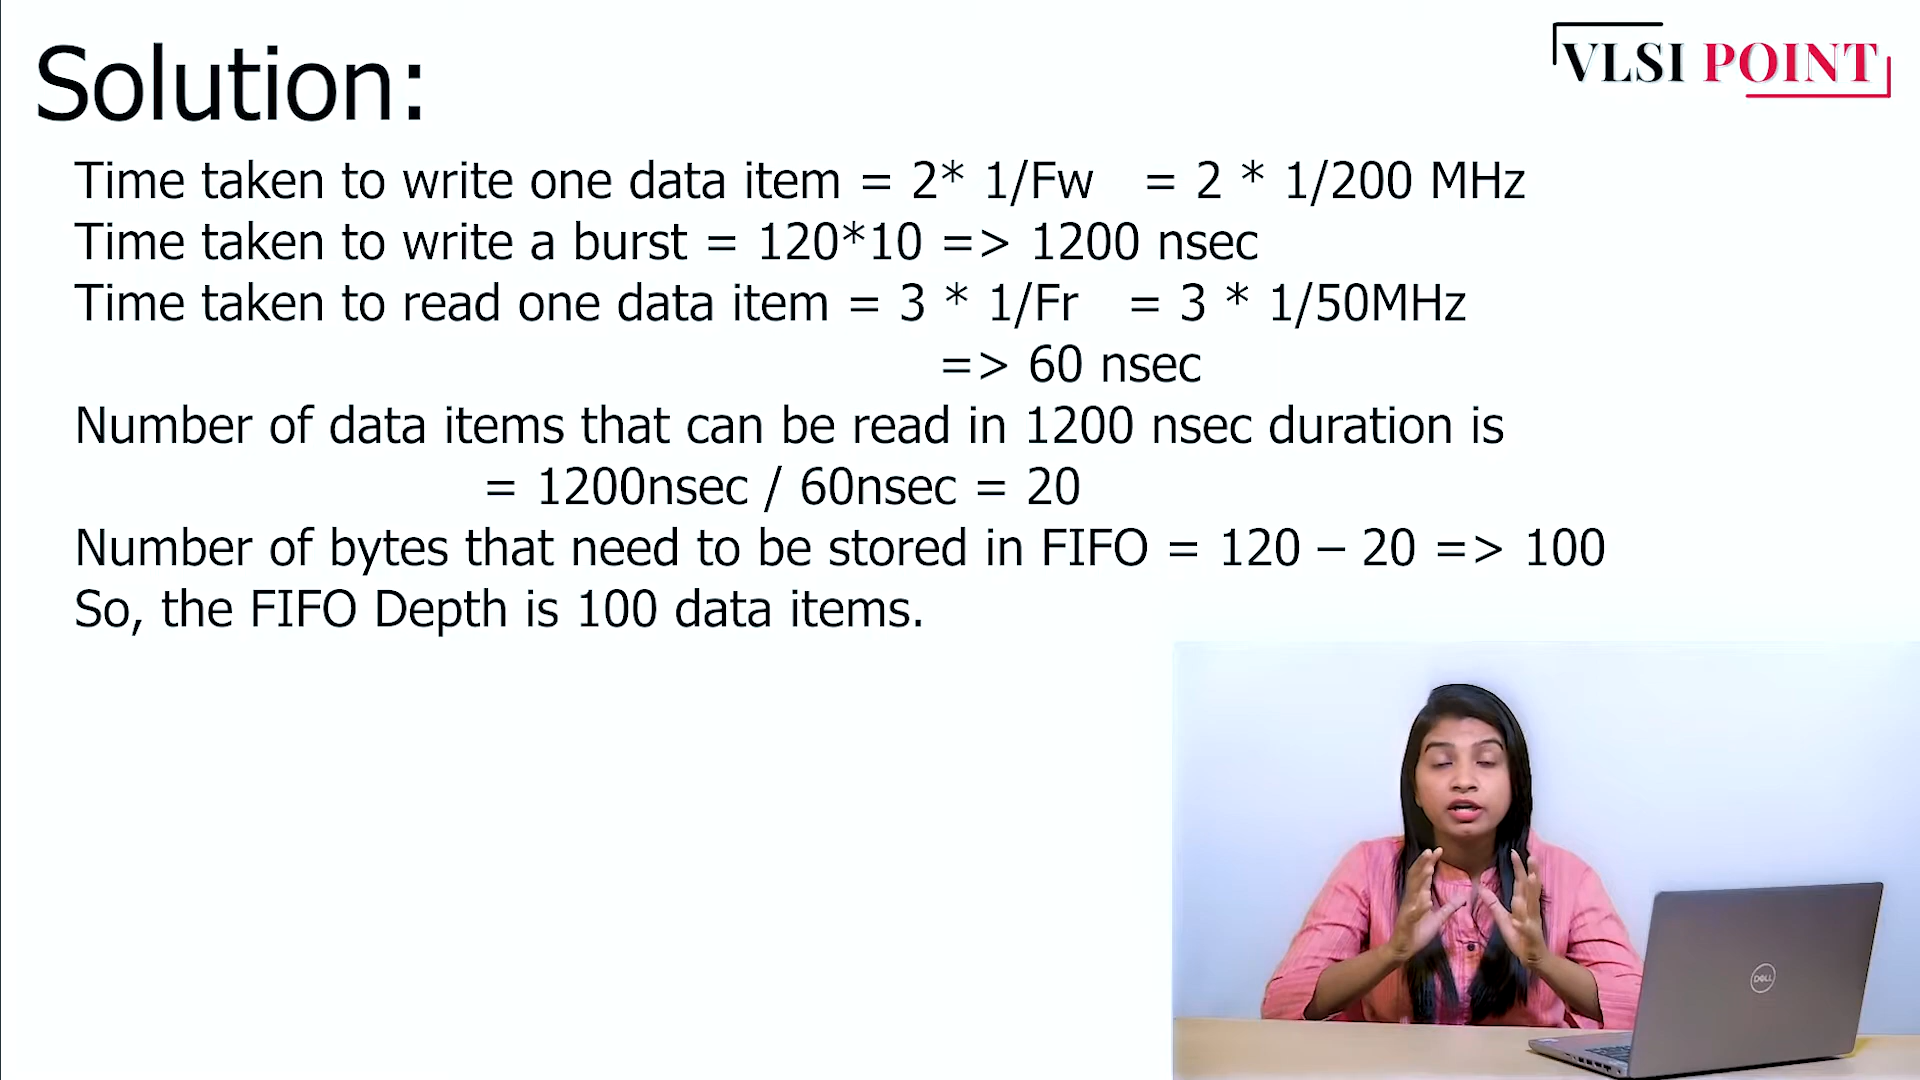 VLSI POINT
Solution:
Time taken to write one data item = 2* 1/Fw = 2 * 1/200 MHz
Time taken to write a burst = 120*10 => 1200 nsec
Time taken to read one data item = 3 * 1/Fr = 3 * 1/50MHz
=> 60 nsec
Number of data items that can be read in 1200 nsec duration is
= 1200nsec / 60nsec = 20
Number of bytes that need to be stored in FIFO = 120 – 20 => 100
So, the FIFO Depth is 100 data items.
DELL